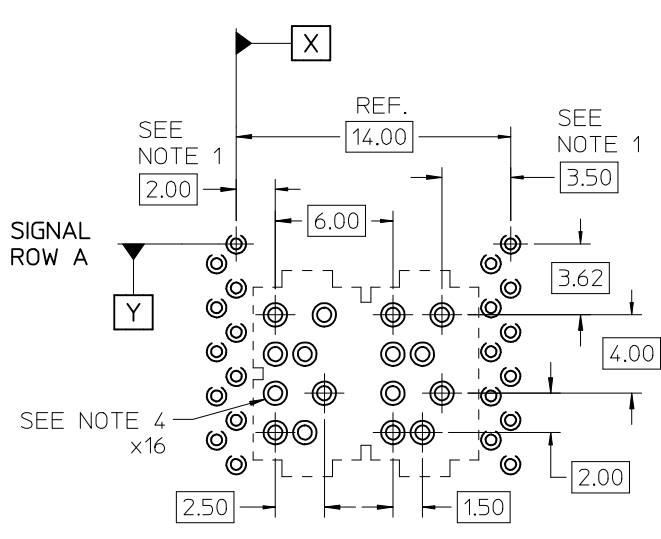 X
REF.
14.00
SEE
NOTE 1
2.00
SEE
NOTE 1
3.50
6.00
SIGNAL
ROW A
Y
3.62
4.00
SEE NOTE 4
x16
2.00
2.50
1.50